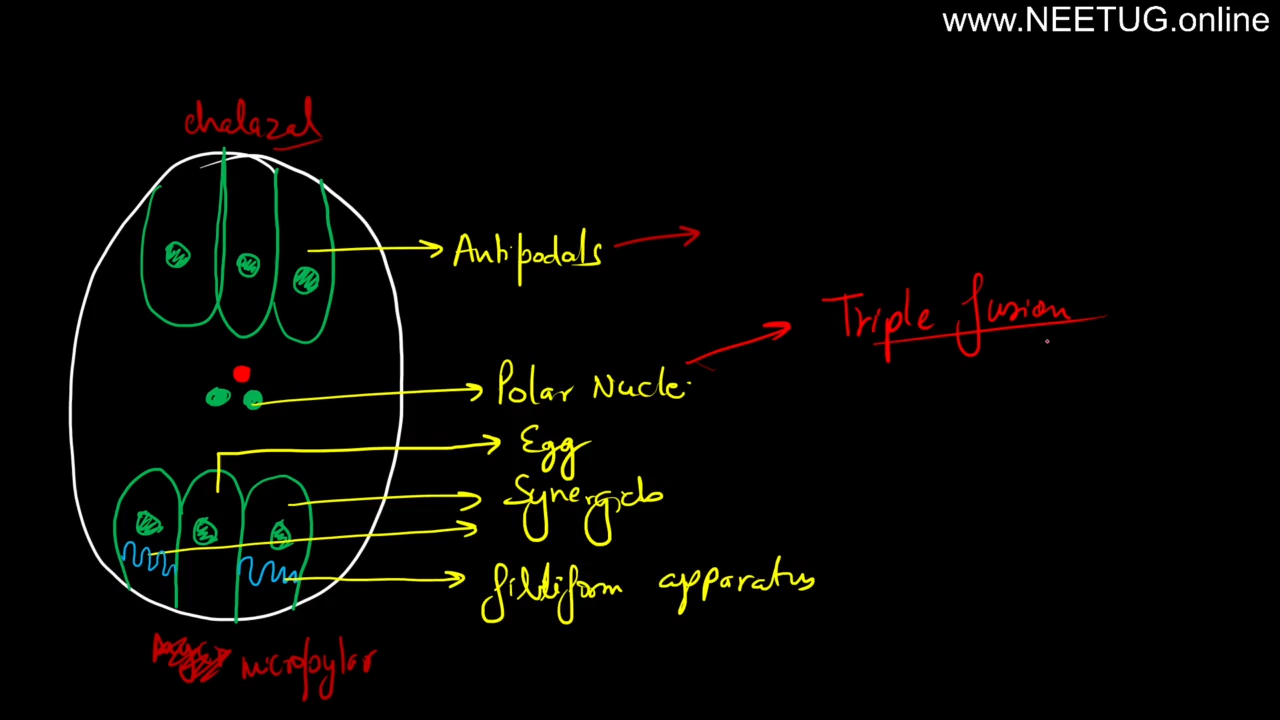 www.NEETUG.online
chalazal
Antipodals
Triple fusion
Polar Nuclei
Egg
Synergids
filiform apparatus
micropylar